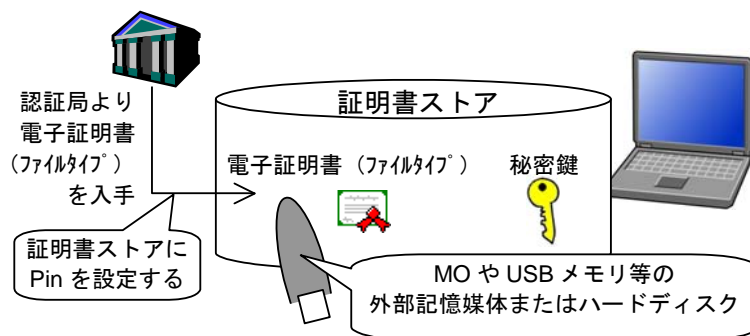 認証局より
電子証明書
（ﾌｧｲﾙﾀｲﾌﾟ）
を入手
証明書ストア
電子証明書（ﾌｧｲﾙﾀｲﾌﾟ）
秘密鍵
証明書ストアに
Pin を設定する
MO や USB メモリ等の
外部記憶媒体またはハードディスク